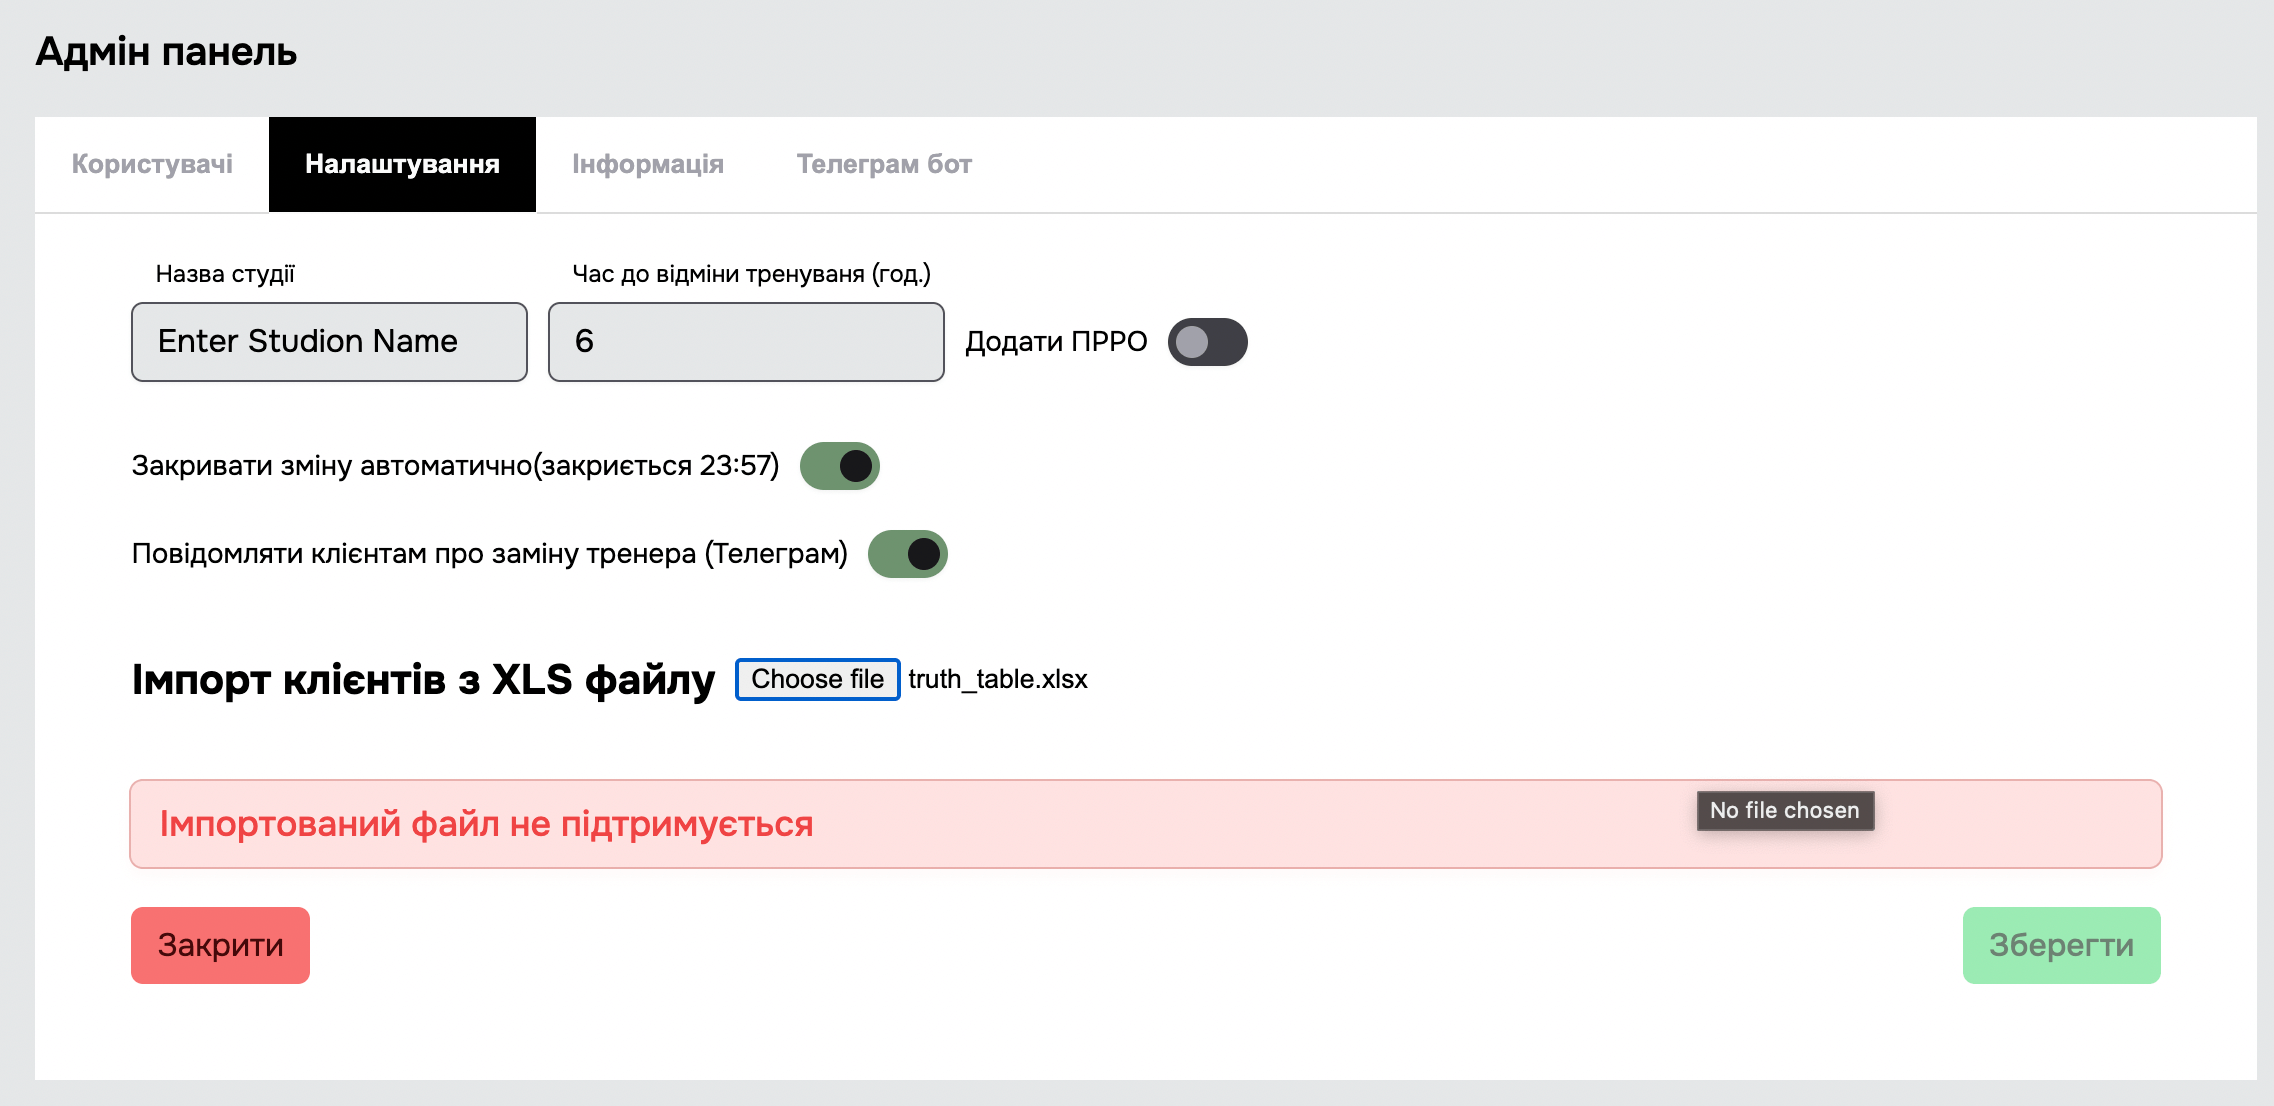 Адмін панель
Користувачі
Налаштування
Інформація
Телеграм бот
Назва студії
Час до відміни тренуваня (год.)
Enter Studion Name
6
Додати ПРРО
Закривати зміну автоматично(закриється 23:57)
Повідомляти клієнтам про заміну тренера (Телеграм)
Імпорт клієнтів з XLS файлу
Choose file
truth_table.xlsx
Імпортований файл не підтримується
No file chosen
Закрити
Зберегти